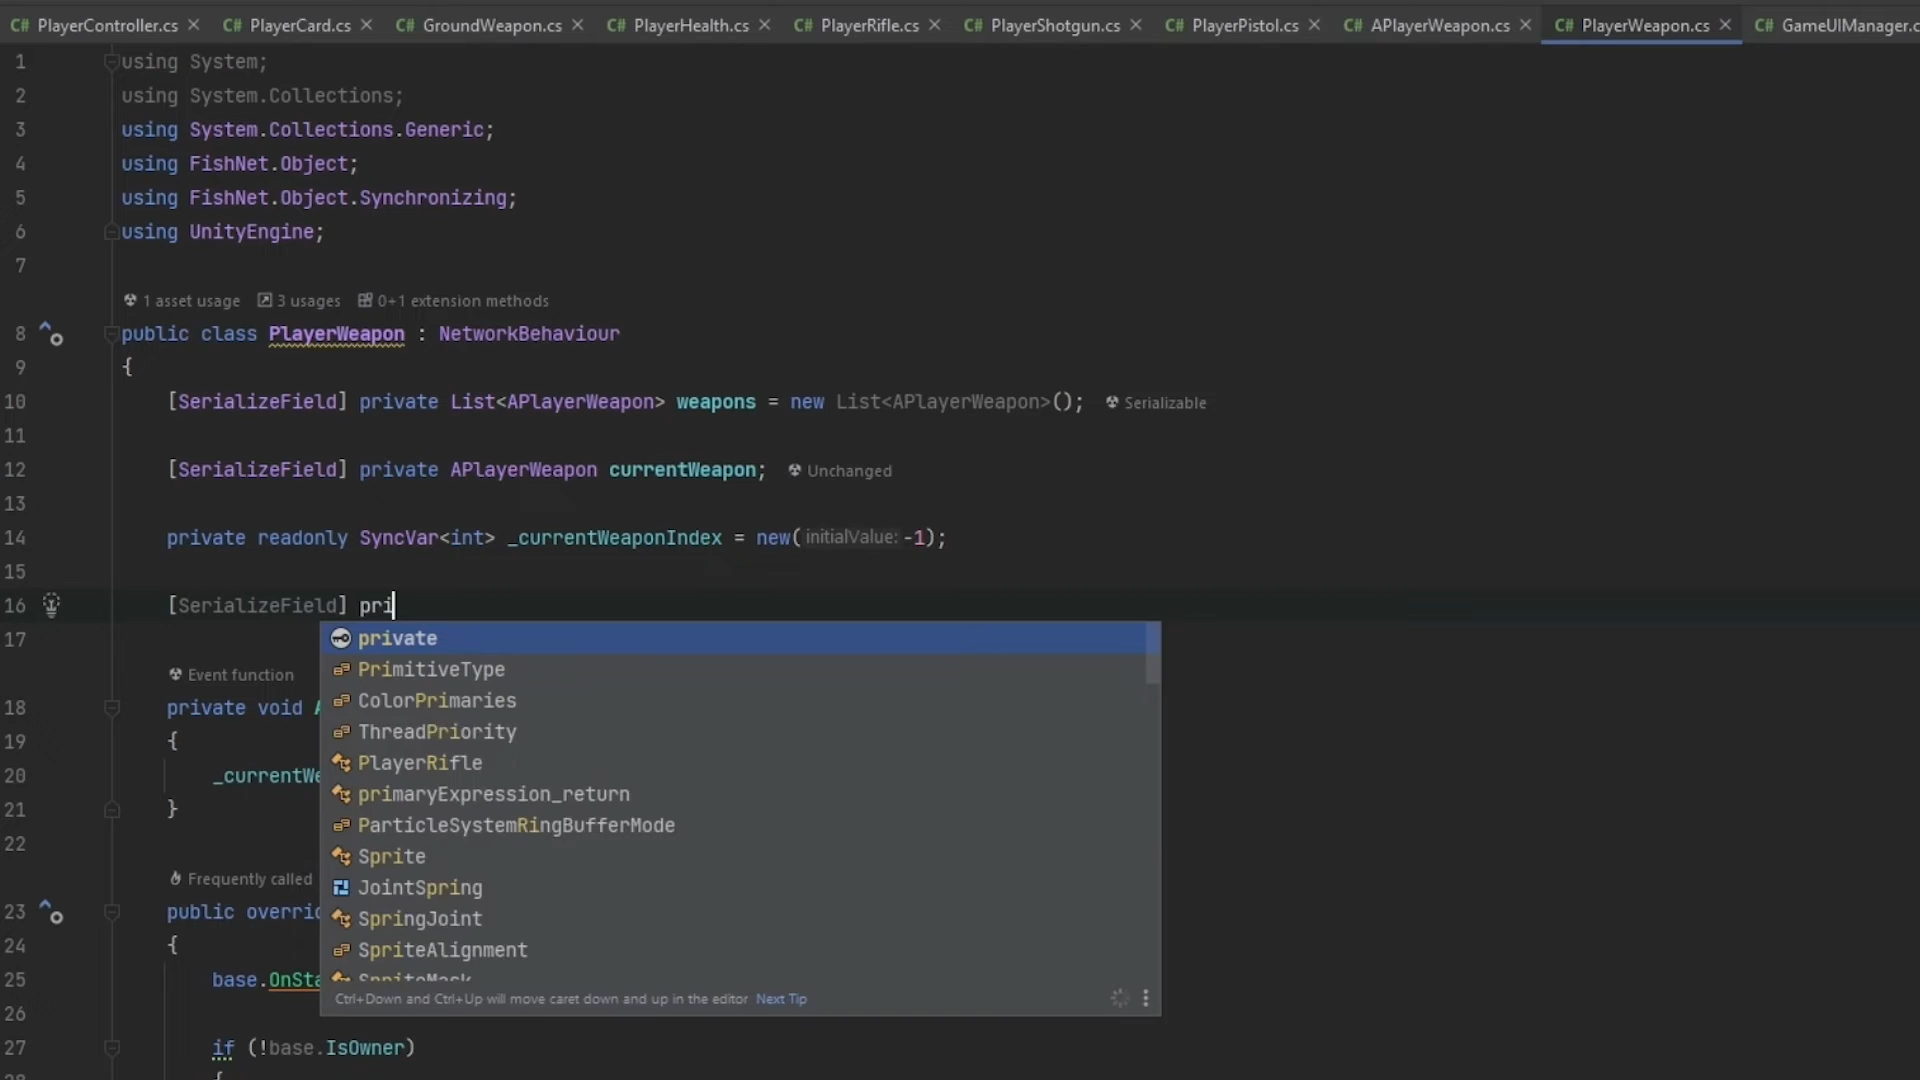 C# PlayerController.cs × C# PlayerCard.cs × C# GroundWeapon.cs × C# PlayerHealth.cs × C# PlayerRifle.cs × C# PlayerShotgun.cs × C# PlayerPistol.cs × C# APlayerWeapon.cs × C# PlayerWeapon.cs × C# GameUIManager.c
1 using System;
2 using System.Collections;
3 using System.Collections.Generic;
4 using FishNet.Object;
5 using FishNet.Object.Synchronizing;
6 using UnityEngine;
7
1 asset usage 3 usages 0+1 extension methods
8 public class PlayerWeapon : NetworkBehaviour
9 {
10 [SerializeField] private List<APlayerWeapon> weapons = new List<APlayerWeapon>(); Serializable
11
12 [SerializeField] private APlayerWeapon currentWeapon; Unchanged
13
14 private readonly SyncVar<int> _currentWeaponIndex = new(initialValue: -1);
15
16 [SerializeField] pri
17
private
PrimitiveType
ColorPrimaries
ThreadPriority
PlayerRifle
primaryExpression_return
ParticleSystemRingBufferMode
Sprite
JointSpring
SpringJoint
SpriteAlignment
SpriteMask
Ctrl+Down and Ctrl+Up will move caret down and up in the editor Next Tip
Event function
18 private void A
19 {
20 _currentWe
21 }
22
Frequently called
23 public overrid
24 {
25 base.OnSta
26
27 if (!base.IsOwner)
28 {